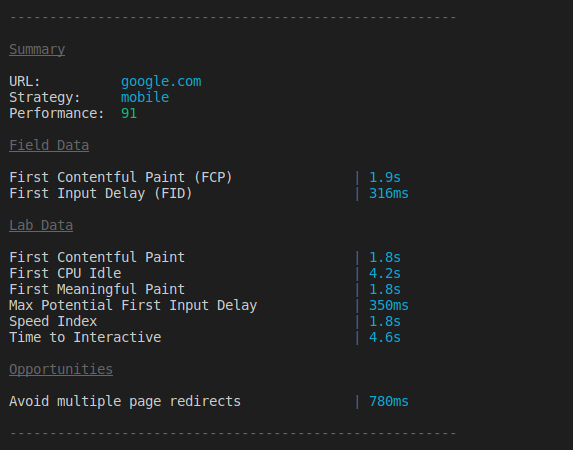 --------------------------------------------------------
Summary
URL: google.com
Strategy: mobile
Performance: 91
Field Data
First Contentful Paint (FCP) | 1.9s
First Input Delay (FID) | 316ms
Lab Data
First Contentful Paint | 1.8s
First CPU Idle | 4.2s
First Meaningful Paint | 1.8s
Max Potential First Input Delay | 350ms
Speed Index | 1.8s
Time to Interactive | 4.6s
Opportunities
Avoid multiple page redirects | 780ms
--------------------------------------------------------